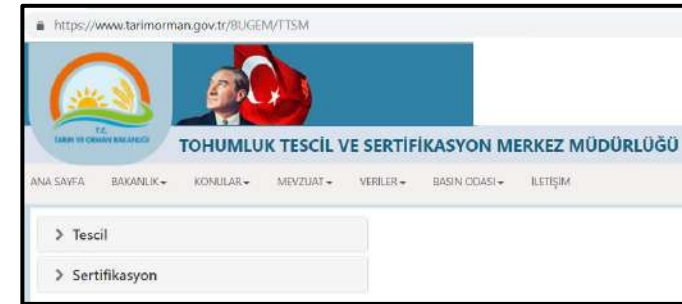 https://www.tarimorman.gov.tr/BUGEM/TTSM
T.C.
TARIM VE ORMAN BAKANLIĞI
TOHUMLUK TESCİL VE SERTİFİKASYON MERKEZ MÜDÜRLÜĞÜ
ANA SAYFA BAKANLIK KONULAR MEVZUAT VERİLER BASIN ODASI İLETİŞİM
Tescil
Sertifikasyon